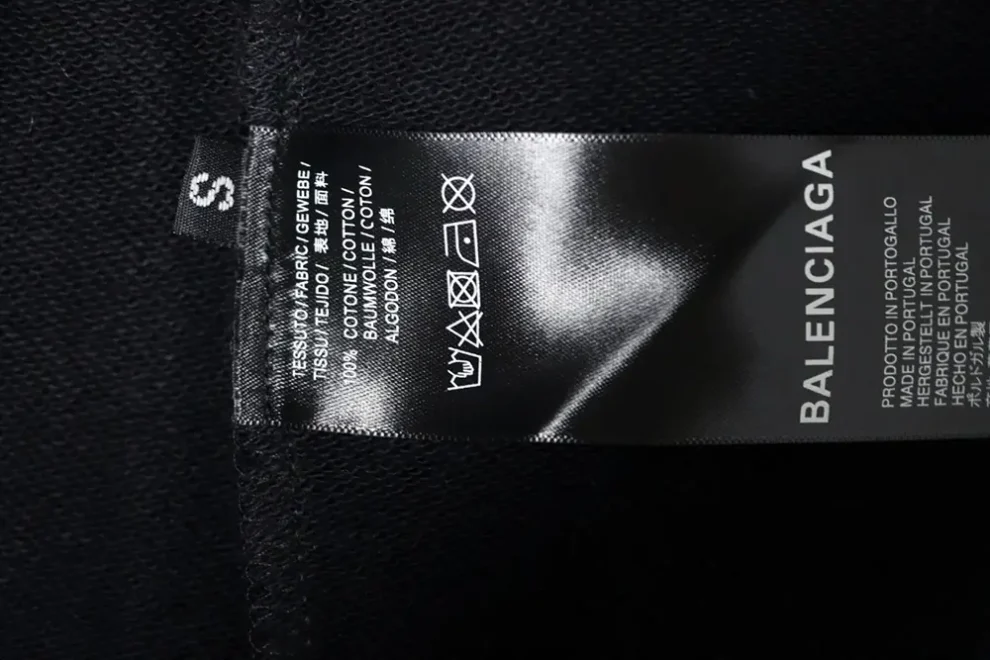 S
TESSUTO / FABRIC / GEWEBE /
TISSU / TEJIDO / 表地 / 面料
100% COTONE / COTTON /
BAUMWOLLE / COTON /
ALGODON / 綿 / 绵
BALENCIAGA
PRODOTTO IN PORTOGALLO
MADE IN PORTUGAL
HERGESTELLT IN PORTUGAL
FABRIQUE EN PORTUGAL
HECHO EN PORTUGAL
ポルトガル製